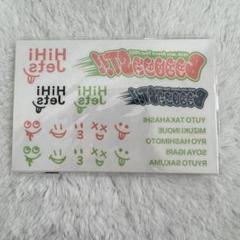 HiHi
Jets
HiHi
Jets
HiHi
Jets
YUTO TAKAHASHI
MIZUKI INOUE
RYO HASHIMOTO
SOYA IGARI
RYUTO SAKUMA